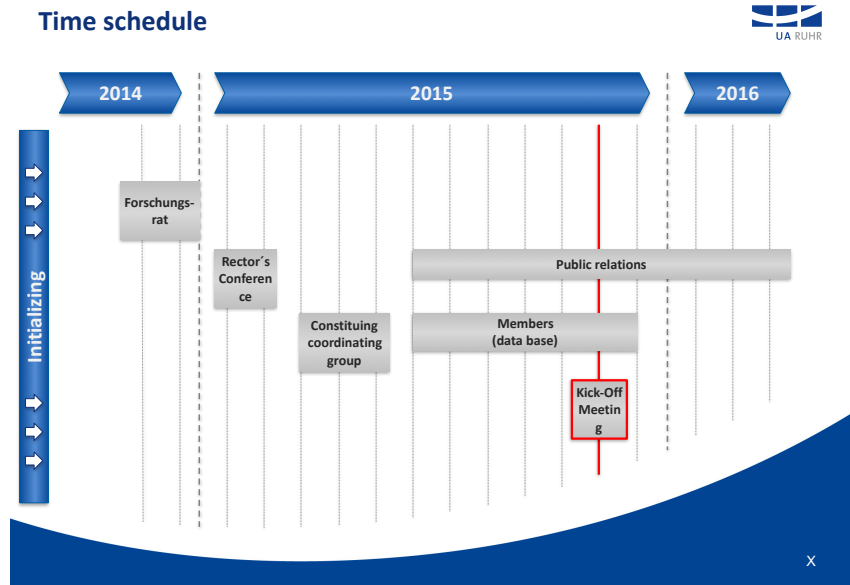 Time schedule
UA RUHR
2014
2015
2016
Initializing
Forschungs-
rat
Rector´s
Conferen
ce
Public relations
Constituing
coordinating
group
Members
(data base)
Kick-Off
Meetin
g
X